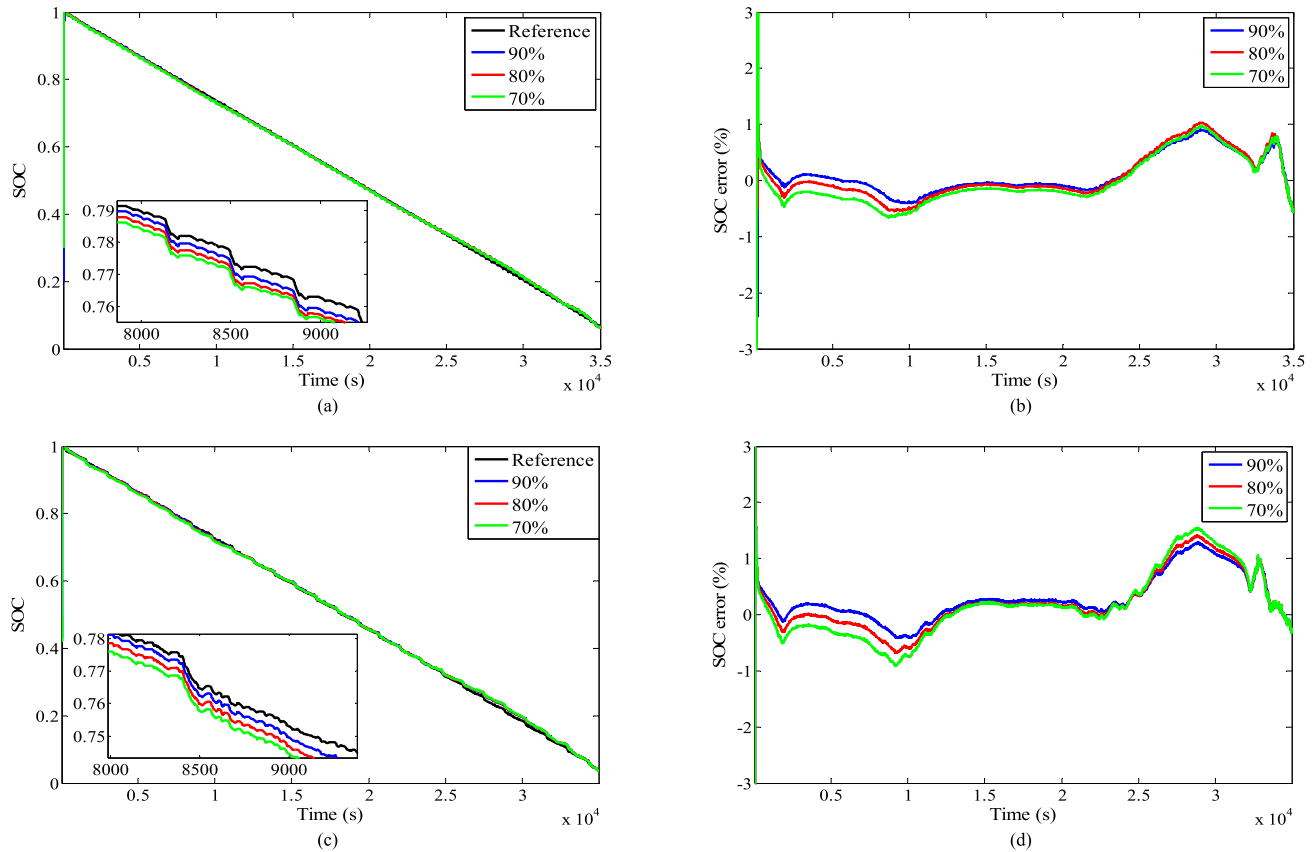 1
0.8
0.6
0.4
0.2
0
SOC
Reference
90%
80%
70%
0.79
0.78
0.77
0.76
8000 8500 9000
0.5 1 1.5 2 2.5 3 3.5
Time (s)
x 10^4
(a)
3
2
1
0
-1
-2
-3
SOC error (%)
90%
80%
70%
0.5 1 1.5 2 2.5 3 3.5
Time (s)
x 10^4
(b)
1
0.8
0.6
0.4
0.2
0
SOC
Reference
90%
80%
70%
0.78
0.77
0.76
0.75
8000 8500 9000
0.5 1 1.5 2 2.5 3 3.5
Time (s)
x 10^4
(c)
3
2
1
0
-1
-2
-3
SOC error (%)
90%
80%
70%
0.5 1 1.5 2 2.5 3 3.5
Time (s)
x 10^4
(d)